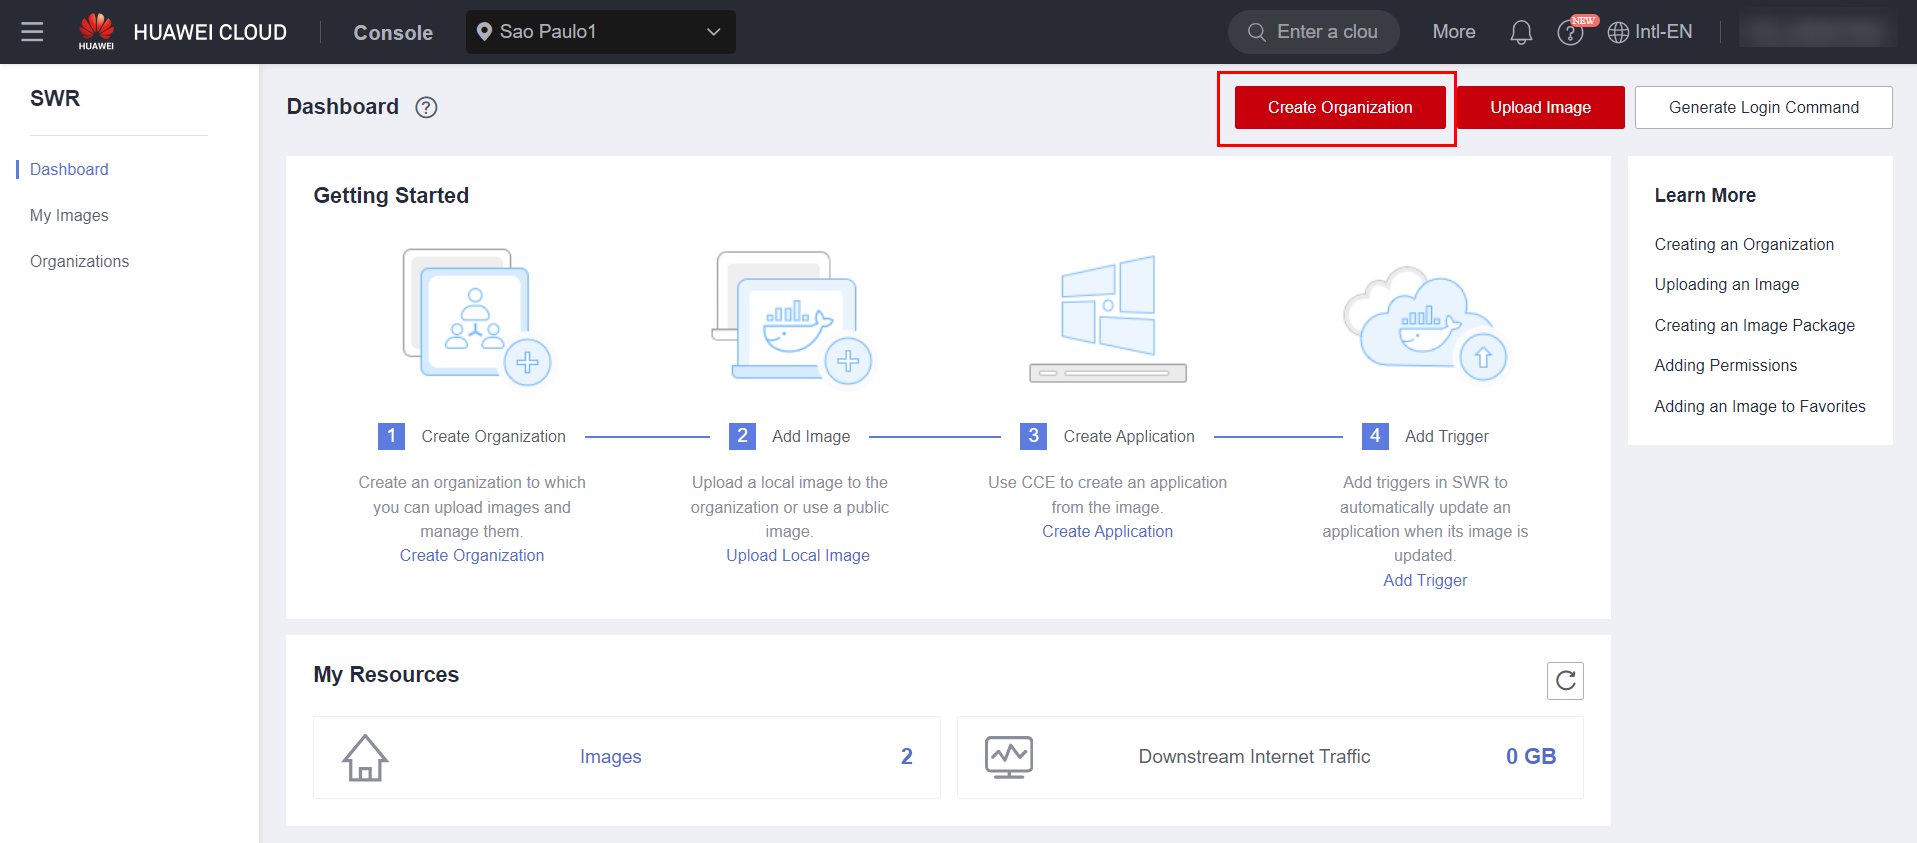 HUAWEI
HUAWEI CLOUD
Console
Sao Paulo1
Enter a clou
More
NEW
Intl-EN
SWR
Dashboard
My Images
Organizations
Dashboard
Create Organization
Upload Image
Generate Login Command
Getting Started
1 Create Organization
Create an organization to which
you can upload images and
manage them.
Create Organization
2 Add Image
Upload a local image to the
organization or use a public
image.
Upload Local Image
3 Create Application
Use CCE to create an application
from the image.
Create Application
4 Add Trigger
Add triggers in SWR to
automatically update an
application when its image is
updated.
Add Trigger
Learn More
Creating an Organization
Uploading an Image
Creating an Image Package
Adding Permissions
Adding an Image to Favorites
My Resources
Images 2
Downstream Internet Traffic 0 GB